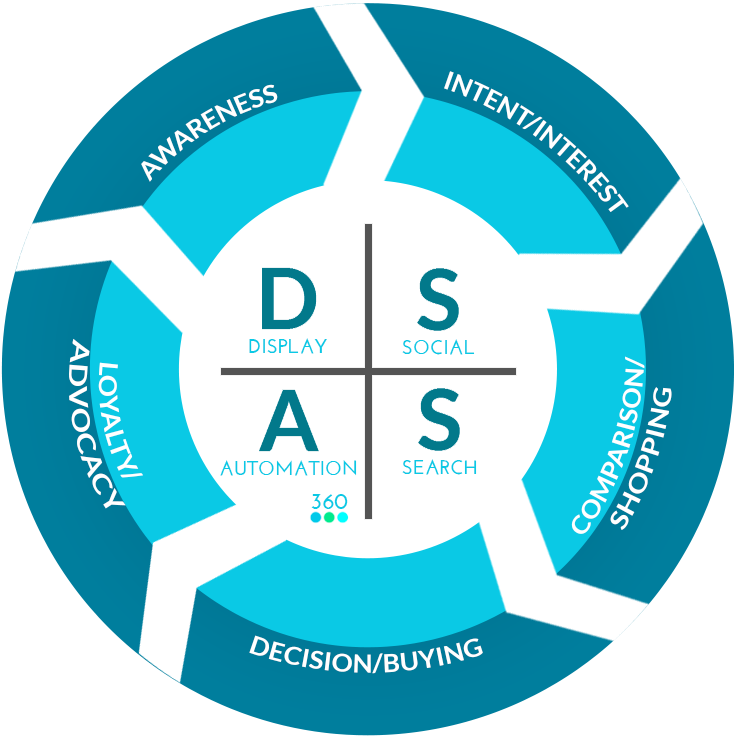 AWARENESS
INTENT/INTEREST
COMPARISON/
SHOPPING
DECISION/BUYING
LOYALTY/
ADVOCACY
D
DISPLAY
S
SOCIAL
A
AUTOMATION
S
SEARCH
360